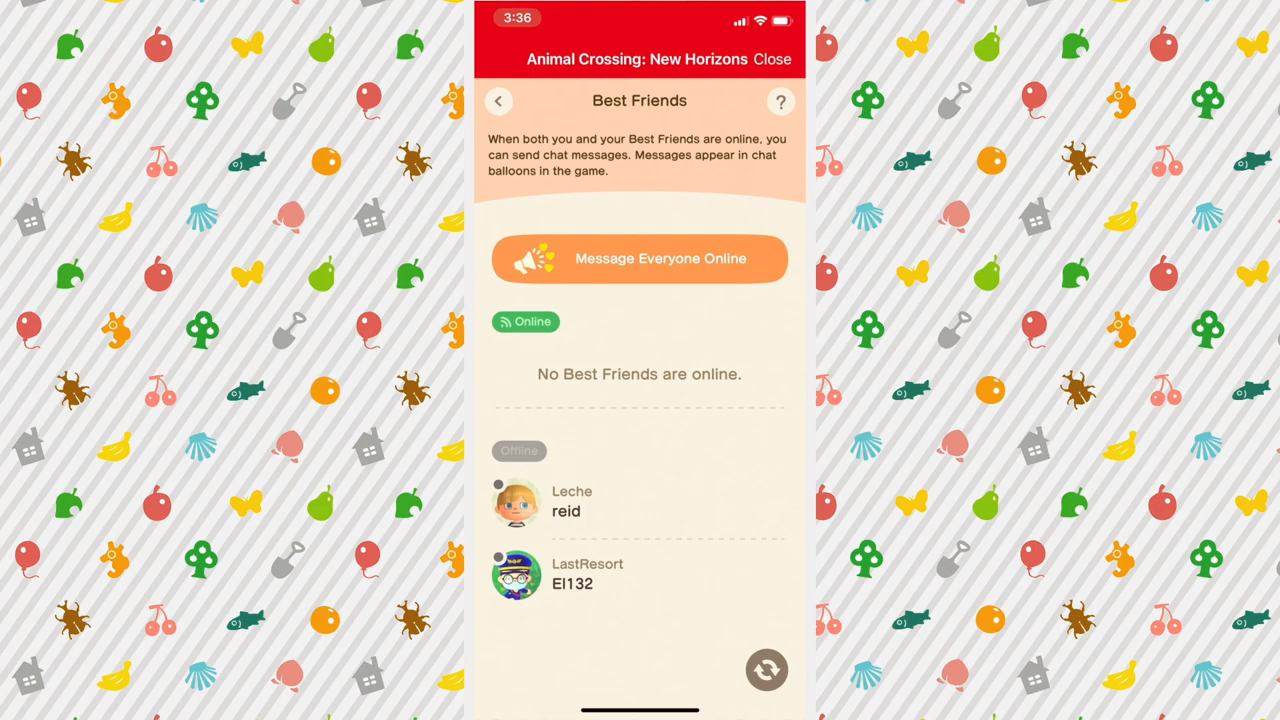 3:36
Animal Crossing: New Horizons Close
Best Friends
?
When both you and your Best Friends are online, you
can send chat messages. Messages appear in chat
balloons in the game.
Message Everyone Online
Online
No Best Friends are online.
Offline
Leche
reid
LastResort
El132